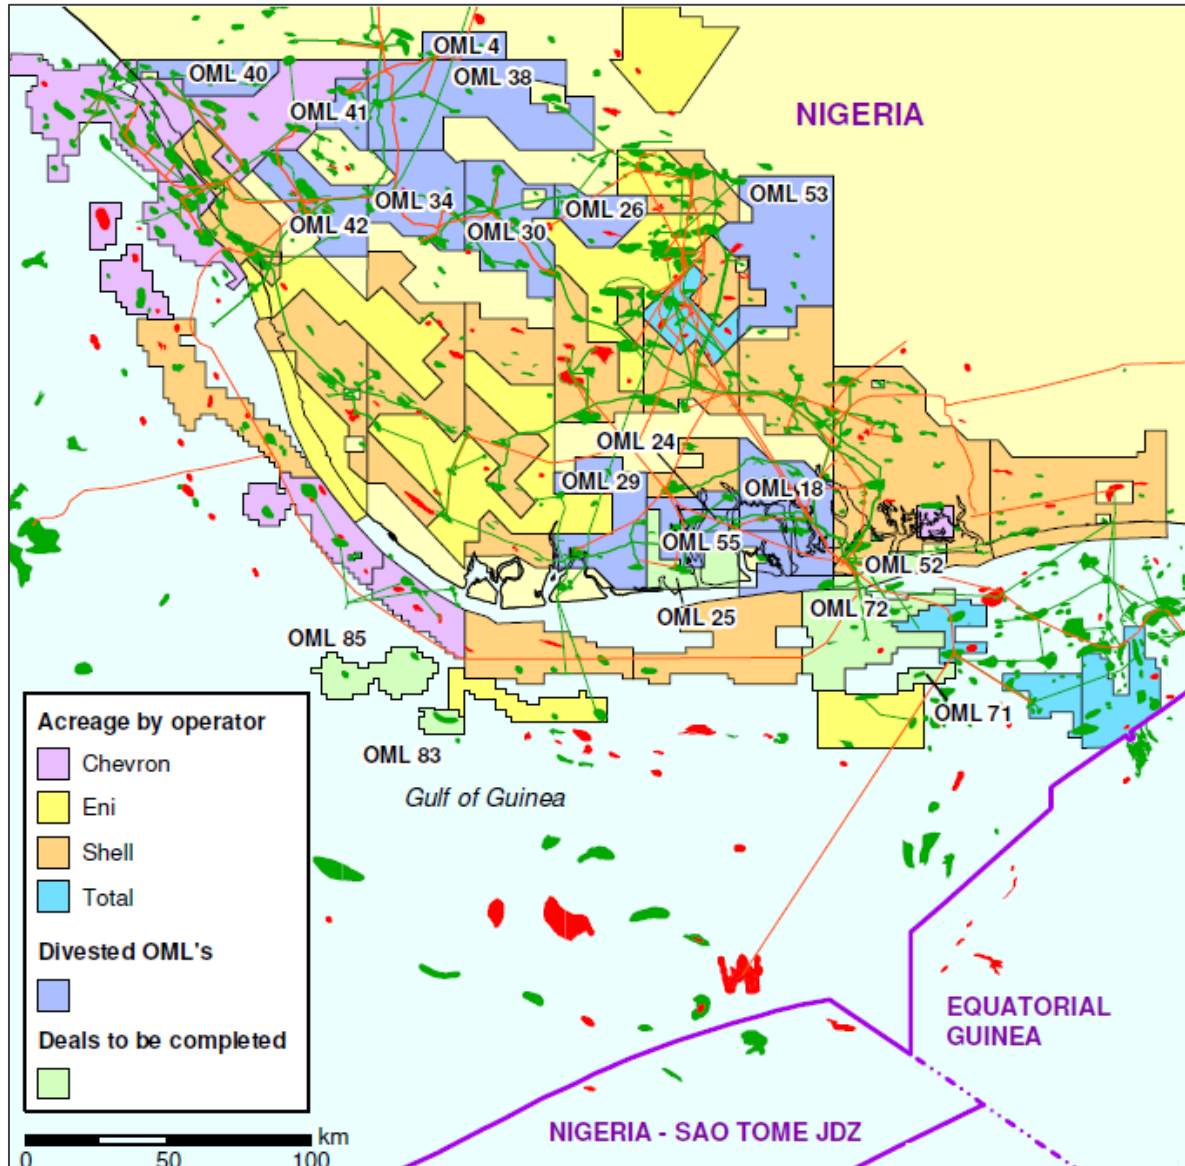 OML 4
OML 40
OML 38
OML 41
NIGERIA
OML 53
OML 34
OML 26
OML 42
OML 30
OML 24
OML 29
OML 18
OML 55
OML 52
OML 25
OML 72
OML 85
OML 71
OML 83
Gulf of Guinea
Acreage by operator
Chevron
Eni
Shell
Total
Divested OML's
Deals to be completed
EQUATORIAL
GUINEA
NIGERIA - SAO TOME JDZ
km
0 50 100